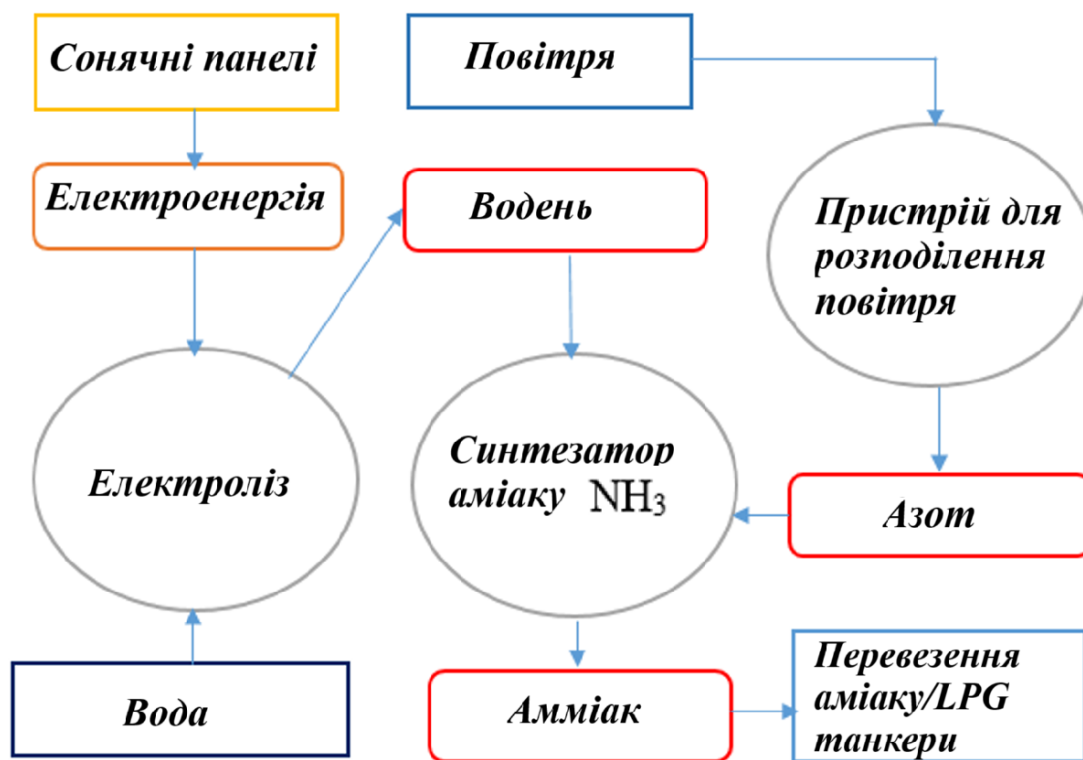 Сонячні панелі
Повітря
Електроенергія
Водень
Пристрій для
розподілення
повітря
Електроліз
Синтезатор
аміаку NH₃
Азот
Вода
Амміак
Перевезення
аміаку/LPG
танкери